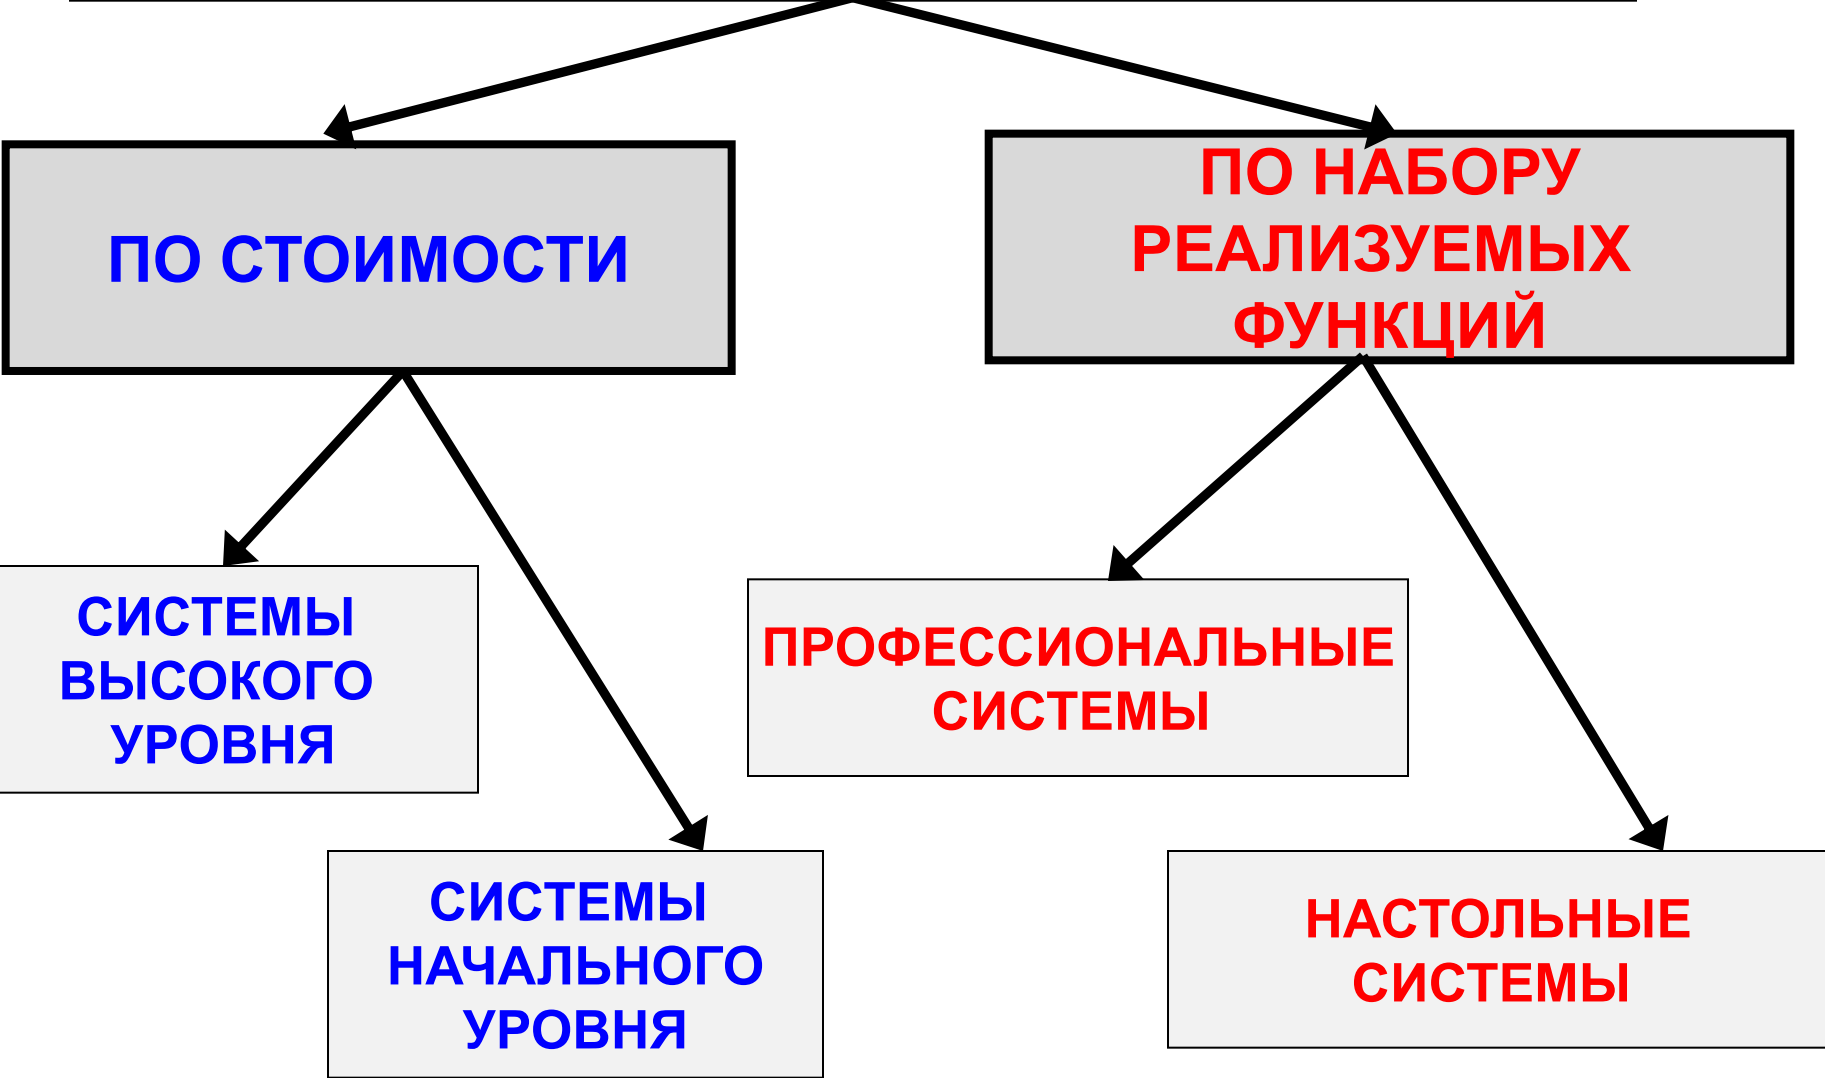 ПО СТОИМОСТИ
ПО НАБОРУ
РЕАЛИЗУЕМЫХ
ФУНКЦИЙ
СИСТЕМЫ
ВЫСОКОГО
УРОВНЯ
ПРОФЕССИОНАЛЬНЫЕ
СИСТЕМЫ
СИСТЕМЫ
НАЧАЛЬНОГО
УРОВНЯ
НАСТОЛЬНЫЕ
СИСТЕМЫ